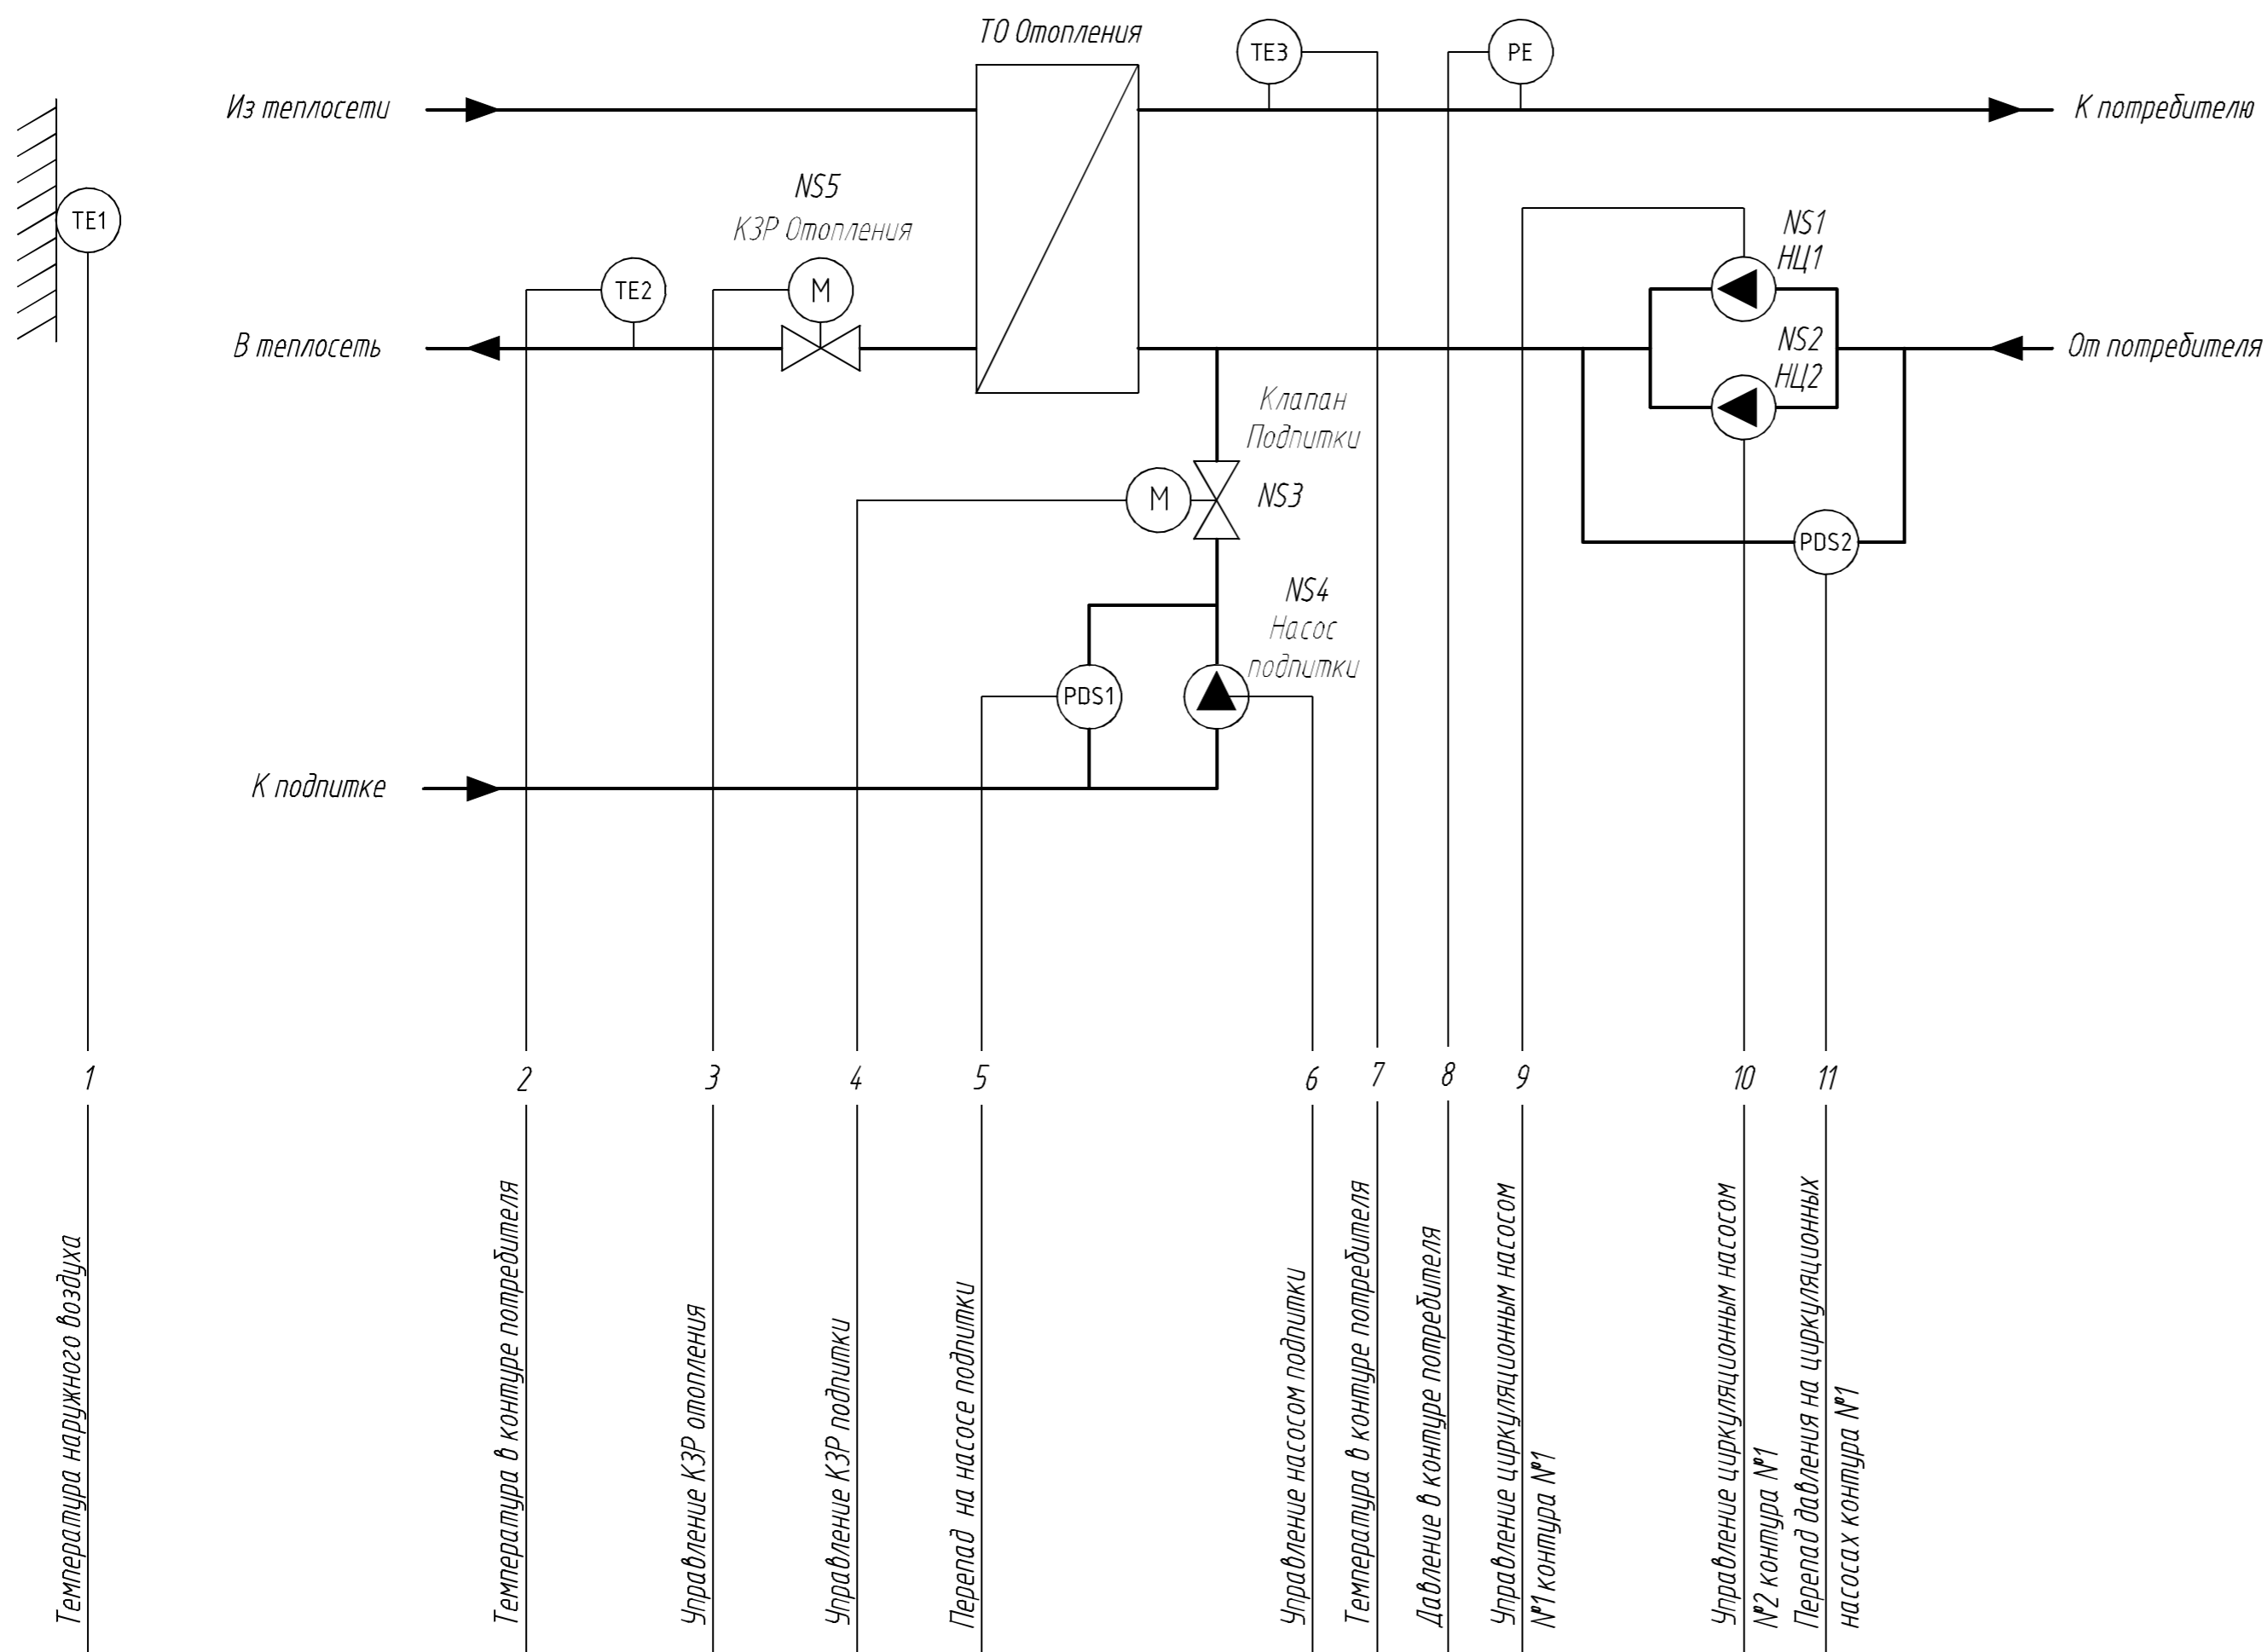 ТО Отопления
TE3
PE
Из теплосети
К потребителю
TE1
NS5
КЗР Отопления
NS1
НЦ1
TE2
M
В теплосеть
NS2
НЦ2
От потребителя
Клапан
Подпитки
M
NS3
PDS2
NS4
Насос
подпитки
PDS1
К подпитке
1
2
3
4
5
6
7
8
9
10
11
Температура наружного воздуха
Температура в контуре потребителя
Управление КЗР отопления
Управление КЗР подпитки
Перепад на насосе подпитки
Управление насосом подпитки
Температура в контуре потребителя
Давление в контуре потребителя
Управление циркуляционным насосом
№1 контура №1
Управление циркуляционным насосом
№2 контура №1
Перепад давления на циркуляционных
насосах контура №1